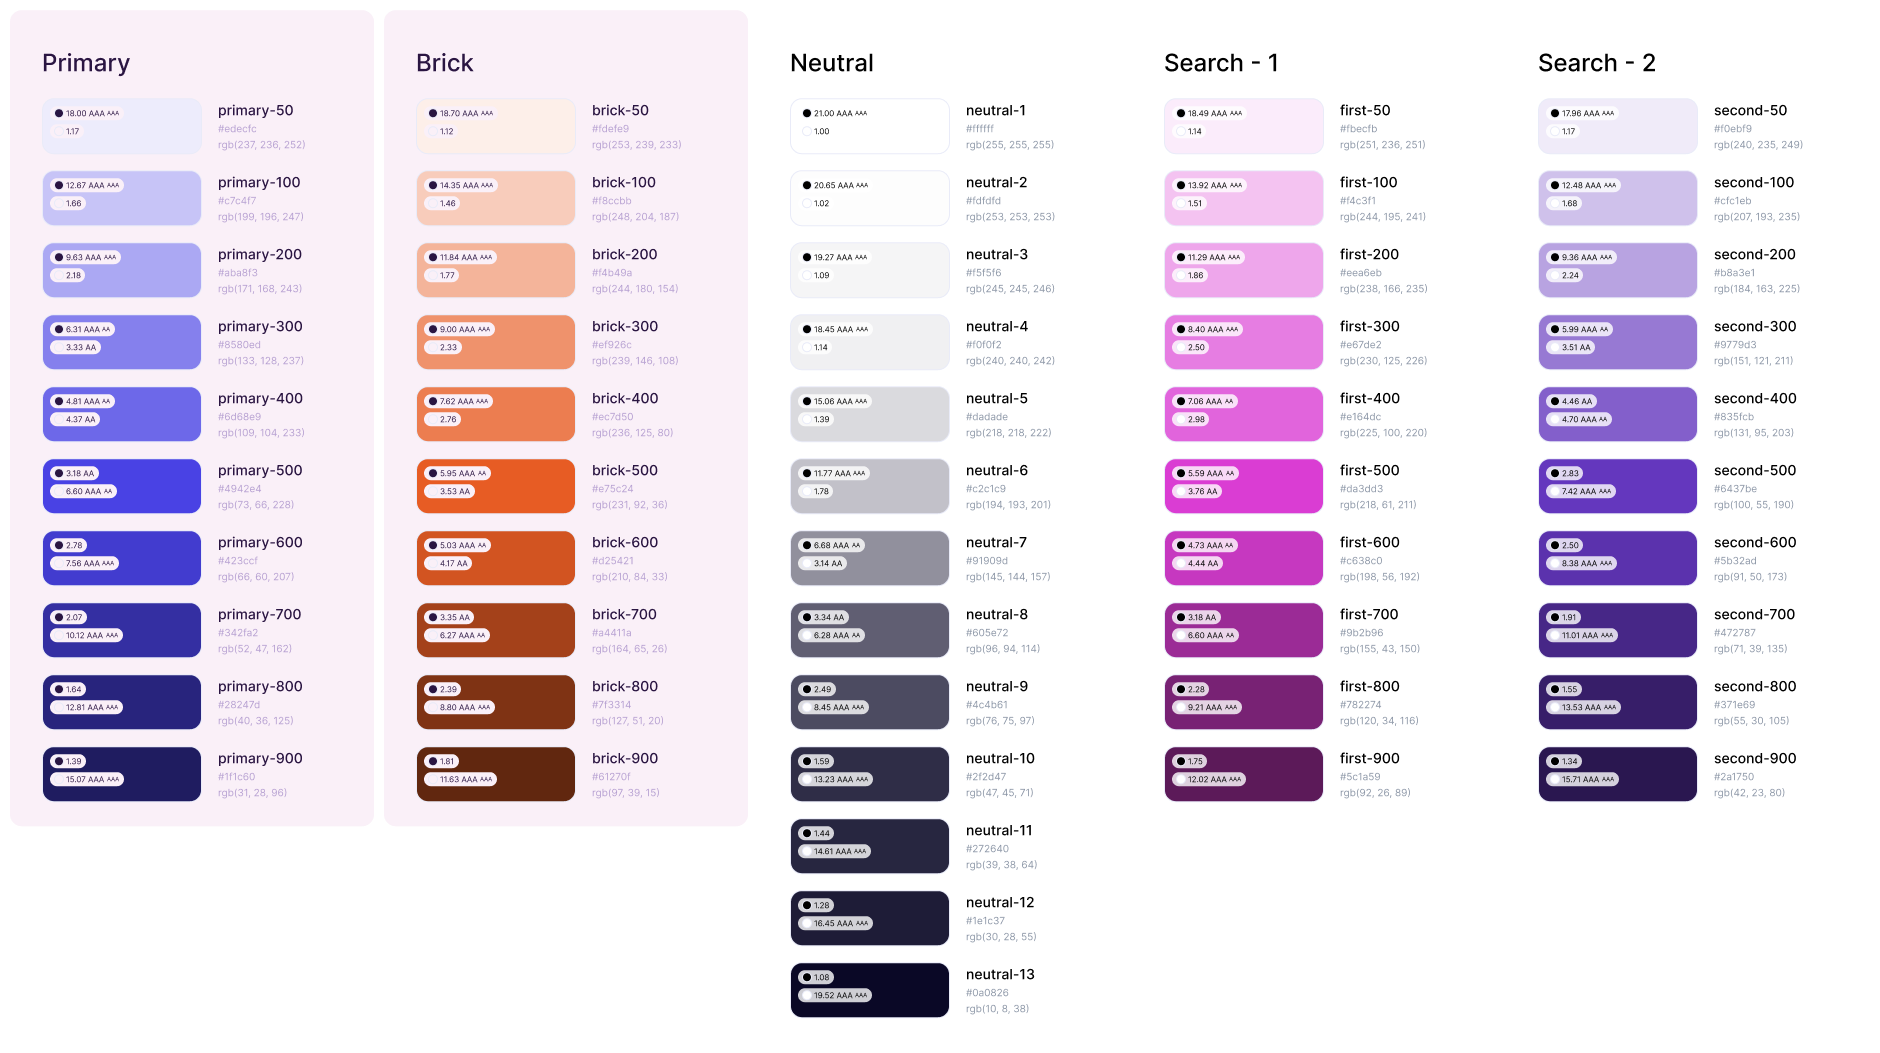 Primary
18.00 AAA AAA
1.17
primary-50
#edecfc
rgb(237, 236, 252)
12.67 AAA AAA
1.66
primary-100
#c7c4f7
rgb(199, 196, 247)
9.63 AAA AAA
2.18
primary-200
#aba8f3
rgb(171, 168, 243)
6.31 AAA AA
3.33 AA
primary-300
#8580ed
rgb(133, 128, 237)
4.81 AAA AA
4.37 AA
primary-400
#6d68e9
rgb(109, 104, 233)
3.18 AA
6.60 AAA AA
primary-500
#4942e4
rgb(73, 66, 228)
2.78
7.56 AAA AAA
primary-600
#423ccf
rgb(66, 60, 207)
2.07
10.12 AAA AAA
primary-700
#342fa2
rgb(52, 47, 162)
1.64
12.81 AAA AAA
primary-800
#28247d
rgb(40, 36, 125)
1.39
15.07 AAA AAA
primary-900
#1f1c60
rgb(31, 28, 96)
Brick
18.70 AAA AAA
1.12
brick-50
#fdefe9
rgb(253, 239, 233)
14.35 AAA AAA
1.46
brick-100
#f8ccbb
rgb(248, 204, 187)
11.84 AAA AAA
1.77
brick-200
#f4b49a
rgb(244, 180, 154)
9.00 AAA AAA
2.33
brick-300
#ef926c
rgb(239, 146, 108)
7.62 AAA AAA
2.76
brick-400
#ec7d50
rgb(236, 125, 80)
5.95 AAA AA
3.53 AA
brick-500
#e75c24
rgb(231, 92, 36)
5.03 AAA AA
4.17 AA
brick-600
#d25421
rgb(210, 84, 33)
3.35 AA
6.27 AAA AA
brick-700
#a4411a
rgb(164, 65, 26)
2.39
8.80 AAA AAA
brick-800
#7f3314
rgb(127, 51, 20)
1.81
11.63 AAA AAA
brick-900
#61270f
rgb(97, 39, 15)
Neutral
21.00 AAA AAA
1.00
neutral-1
#ffffff
rgb(255, 255, 255)
20.65 AAA AAA
1.02
neutral-2
#fdfdfd
rgb(253, 253, 253)
19.27 AAA AAA
1.09
neutral-3
#f5f5f6
rgb(245, 245, 246)
18.45 AAA AAA
1.14
neutral-4
#f0f0f2
rgb(240, 240, 242)
15.06 AAA AAA
1.39
neutral-5
#dadade
rgb(218, 218, 222)
11.77 AAA AAA
1.78
neutral-6
#c2c1c9
rgb(194, 193, 201)
6.68 AAA AA
3.14 AA
neutral-7
#91909d
rgb(145, 144, 157)
3.34 AA
6.28 AAA AA
neutral-8
#605e72
rgb(96, 94, 114)
2.49
8.45 AAA AAA
neutral-9
#4c4b61
rgb(76, 75, 97)
1.59
13.23 AAA AAA
neutral-10
#2f2d47
rgb(47, 45, 71)
1.44
14.61 AAA AAA
neutral-11
#272640
rgb(39, 38, 64)
1.28
16.45 AAA AAA
neutral-12
#1e1c37
rgb(30, 28, 55)
1.08
19.52 AAA AAA
neutral-13
#0a0826
rgb(10, 8, 38)
Search - 1
18.49 AAA AAA
1.14
first-50
#fbecfb
rgb(251, 236, 251)
13.92 AAA AAA
1.51
first-100
#f4c3f1
rgb(244, 195, 241)
11.29 AAA AAA
1.86
first-200
#eea6eb
rgb(238, 166, 235)
8.40 AAA AAA
2.50
first-300
#e67de2
rgb(230, 125, 226)
7.06 AAA AA
2.98
first-400
#e164dc
rgb(225, 100, 220)
5.59 AAA AA
3.76 AA
first-500
#da3dd3
rgb(218, 61, 211)
4.73 AAA AA
4.44 AA
first-600
#c638c0
rgb(198, 56, 192)
3.18 AA
6.60 AAA AA
first-700
#9b2b96
rgb(155, 43, 150)
2.28
9.21 AAA AAA
first-800
#782274
rgb(120, 34, 116)
1.75
12.02 AAA AAA
first-900
#5c1a59
rgb(92, 26, 89)
Search - 2
17.96 AAA AAA
1.17
second-50
#f0ebf9
rgb(240, 235, 249)
12.48 AAA AAA
1.68
second-100
#cfc1eb
rgb(207, 193, 235)
9.36 AAA AAA
2.24
second-200
#b8a3e1
rgb(184, 163, 225)
5.99 AAA AA
3.51 AA
second-300
#9779d3
rgb(151, 121, 211)
4.46 AA
4.70 AAA AA
second-400
#835fcb
rgb(131, 95, 203)
2.83
7.42 AAA AAA
second-500
#6437be
rgb(100, 55, 190)
2.50
8.38 AAA AAA
second-600
#5b32ad
rgb(91, 50, 173)
1.91
11.01 AAA AAA
second-700
#472787
rgb(71, 39, 135)
1.55
13.53 AAA AAA
second-800
#371e69
rgb(55, 30, 105)
1.34
15.71 AAA AAA
second-900
#2a1750
rgb(42, 23, 80)